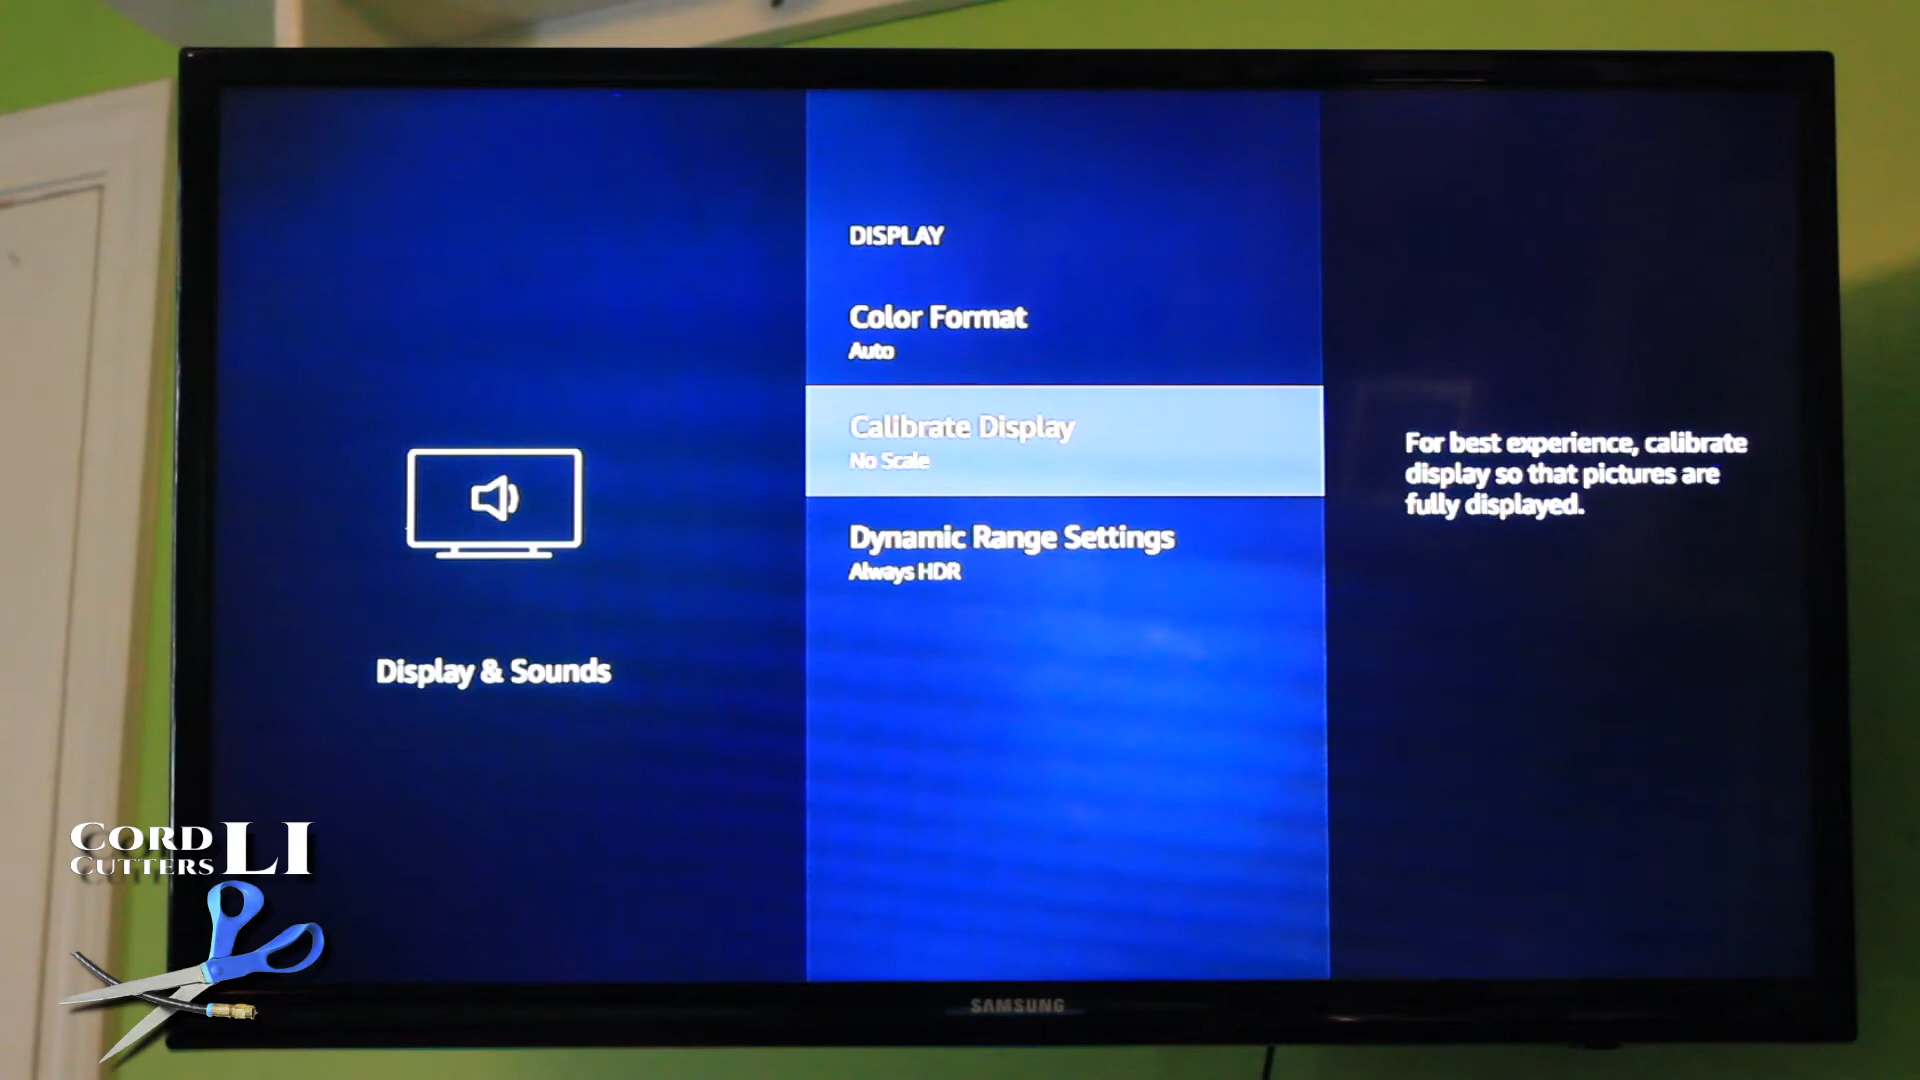 DISPLAY
Color Format
Auto
Calibrate Display
No Scale
Dynamic Range Settings
Always HDR
Display & Sounds
For best experience, calibrate
display so that pictures are
fully displayed.
CORD
CUTTERS
LI
SAMSUNG